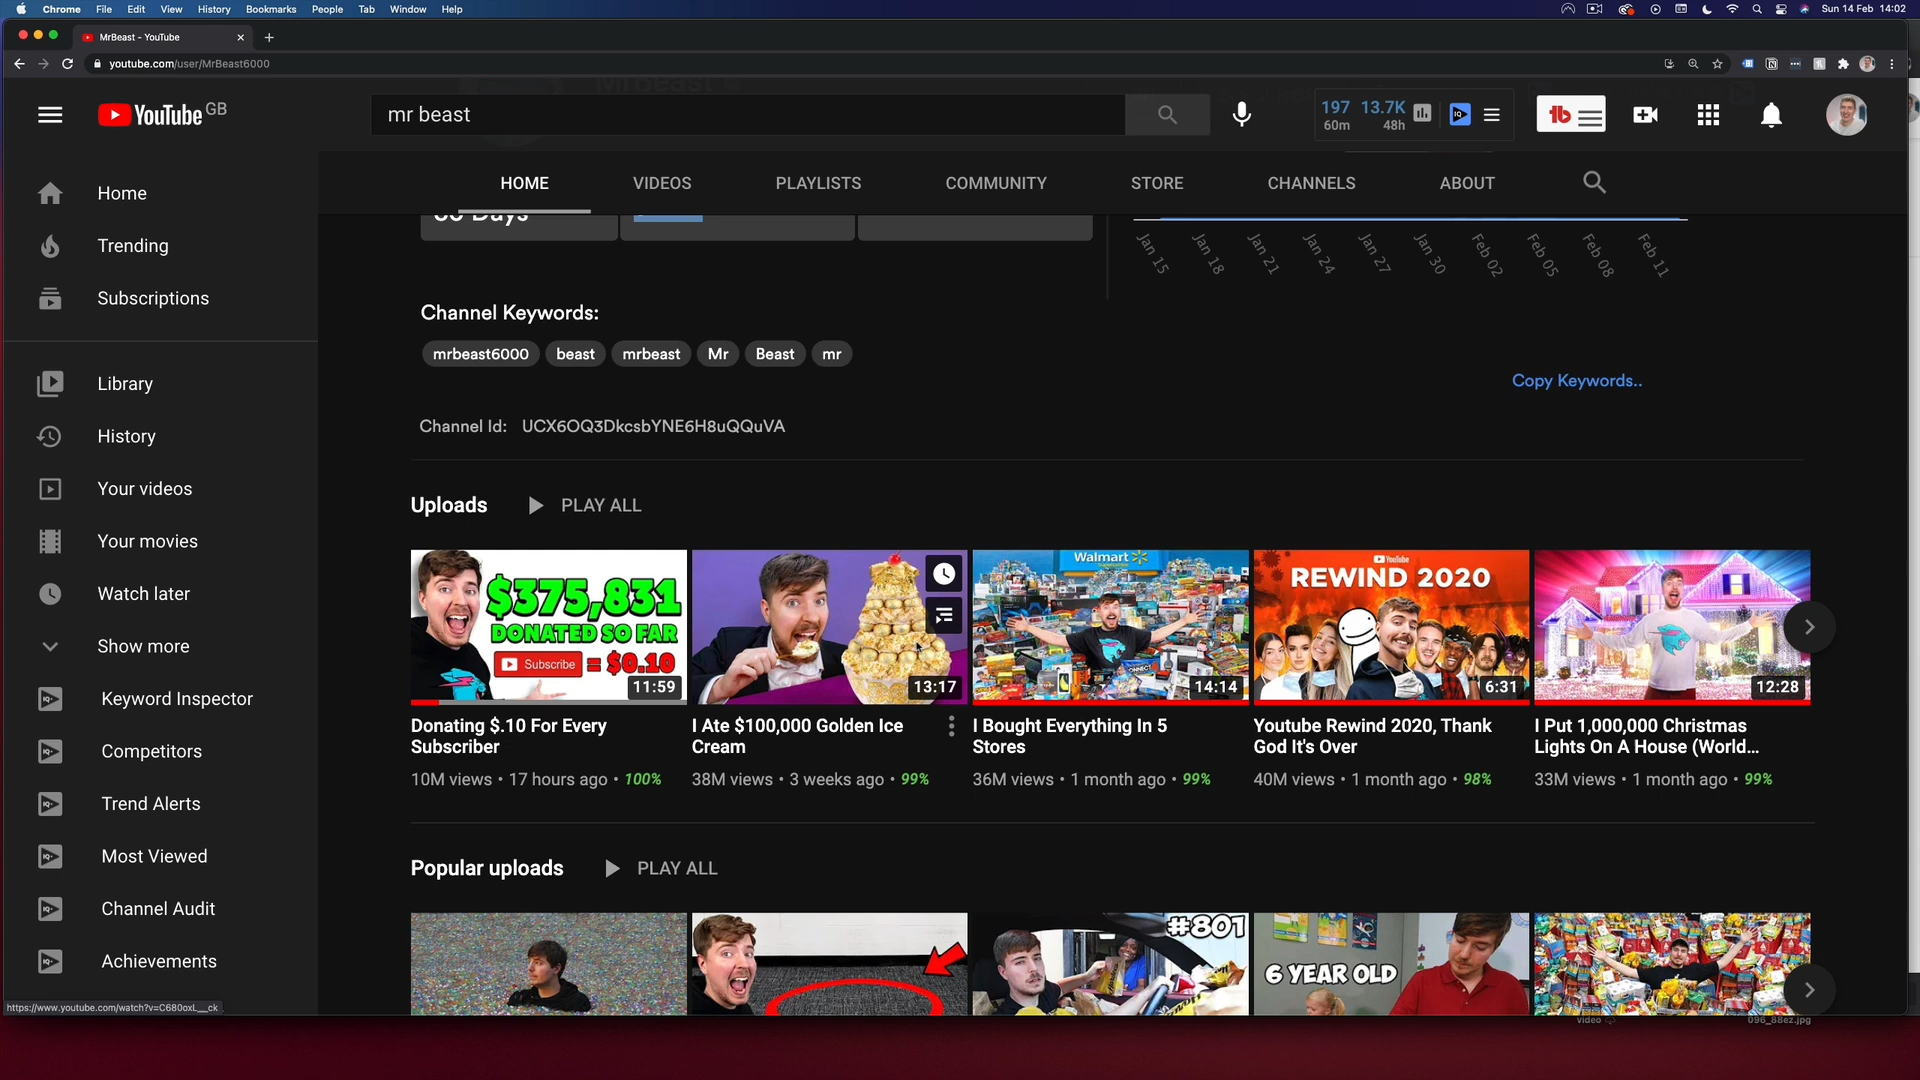 Chrome File Edit View History Bookmarks People Tab Window Help
Sun 14 Feb 14:02
MrBeast - YouTube
youtube.com/user/MrBeast6000
YouTube GB
mr beast
197 13.7K
60m 48h
tb
HOME VIDEOS PLAYLISTS COMMUNITY STORE CHANNELS ABOUT
Home
Trending
Subscriptions
Library
History
Your videos
Your movies
Watch later
Show more
Keyword Inspector
Competitors
Trend Alerts
Most Viewed
Channel Audit
Achievements
Jan 15 Jan 18 Jan 21 Jan 24 Jan 27 Jan 30 Feb 02 Feb 05 Feb 08 Feb 11
Channel Keywords:
mrbeast6000 beast mrbeast Mr Beast mr
Copy Keywords..
Channel Id: UCX6OQ3DkcsbYNE6H8uQQuVA
Uploads PLAY ALL
$375,831
DONATED SO FAR
Subscribe = $0.10
11:59
13:17
Walmart
14:14
YouTube
REWIND 2020
6:31
12:28
Donating $.10 For Every
Subscriber
10M views • 17 hours ago • 100%
I Ate $100,000 Golden Ice
Cream
38M views • 3 weeks ago • 99%
I Bought Everything In 5
Stores
36M views • 1 month ago • 99%
Youtube Rewind 2020, Thank
God It's Over
40M views • 1 month ago • 98%
I Put 1,000,000 Christmas
Lights On A House (World...
33M views • 1 month ago • 99%
Popular uploads PLAY ALL
#801
6 YEAR OLD
https://www.youtube.com/watch?v=C680oxL__ck